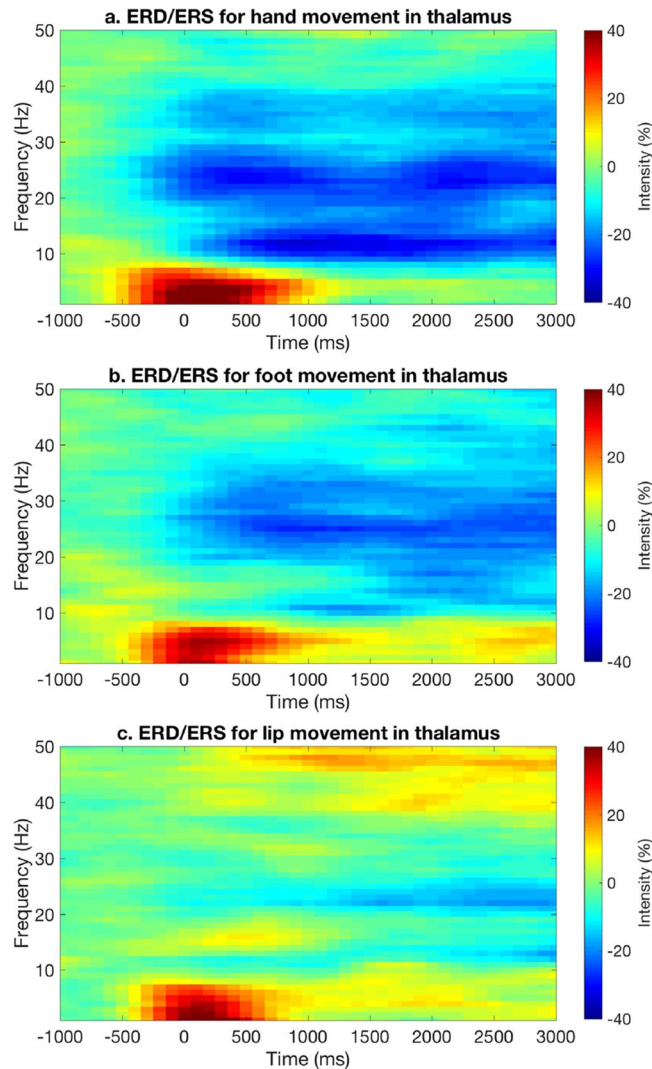 a. ERD/ERS for hand movement in thalamus
50
40
30
20
10
Frequency (Hz)
-1000 -500 0 500 1000 1500 2000 2500 3000
Time (ms)
40
20
0
-20
-40
Intensity (%)
b. ERD/ERS for foot movement in thalamus
50
40
30
20
10
Frequency (Hz)
-1000 -500 0 500 1000 1500 2000 2500 3000
Time (ms)
40
20
0
-20
-40
Intensity (%)
c. ERD/ERS for lip movement in thalamus
50
40
30
20
10
Frequency (Hz)
-1000 -500 0 500 1000 1500 2000 2500 3000
Time (ms)
40
20
0
-20
-40
Intensity (%)